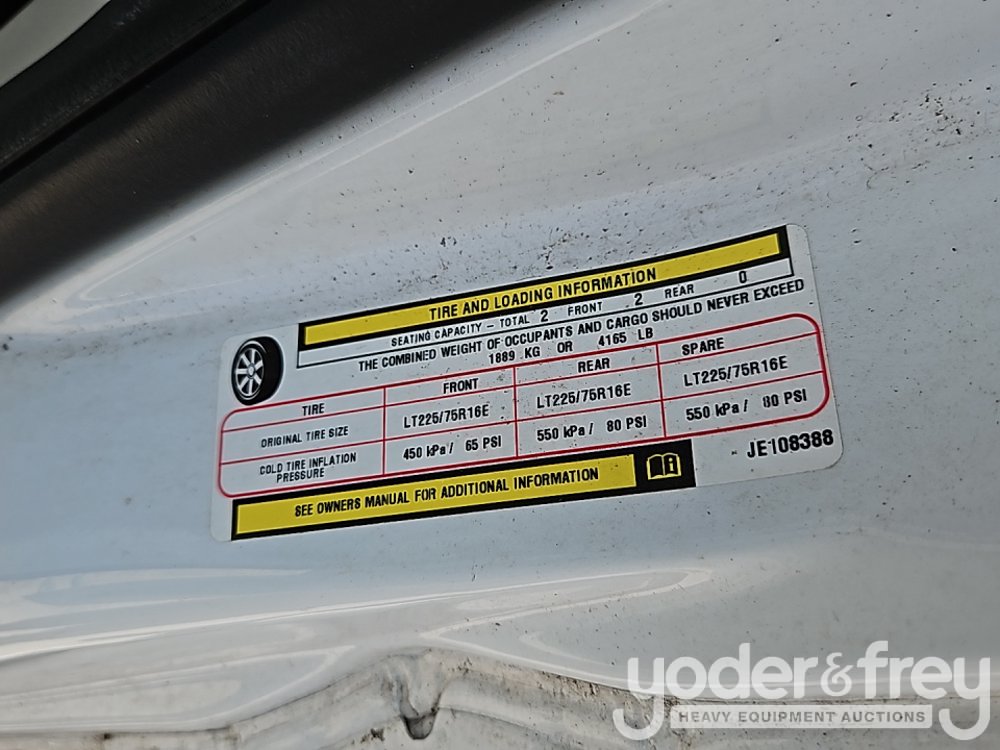 TIRE AND LOADING INFORMATION
SEATING CAPACITY - TOTAL 2 FRONT 2 REAR 0
THE COMBINED WEIGHT OF OCCUPANTS AND CARGO SHOULD NEVER EXCEED
1889 KG OR 4165 LB
TIRE FRONT REAR SPARE
ORIGINAL TIRE SIZE LT225/75R16E LT225/75R16E LT225/75R16E
COLD TIRE INFLATION PRESSURE 450 kPa / 65 PSI 550 kPa / 80 PSI 550 kPa / 80 PSI
SEE OWNERS MANUAL FOR ADDITIONAL INFORMATION
JE108388
yoder&frey
HEAVY EQUIPMENT AUCTIONS